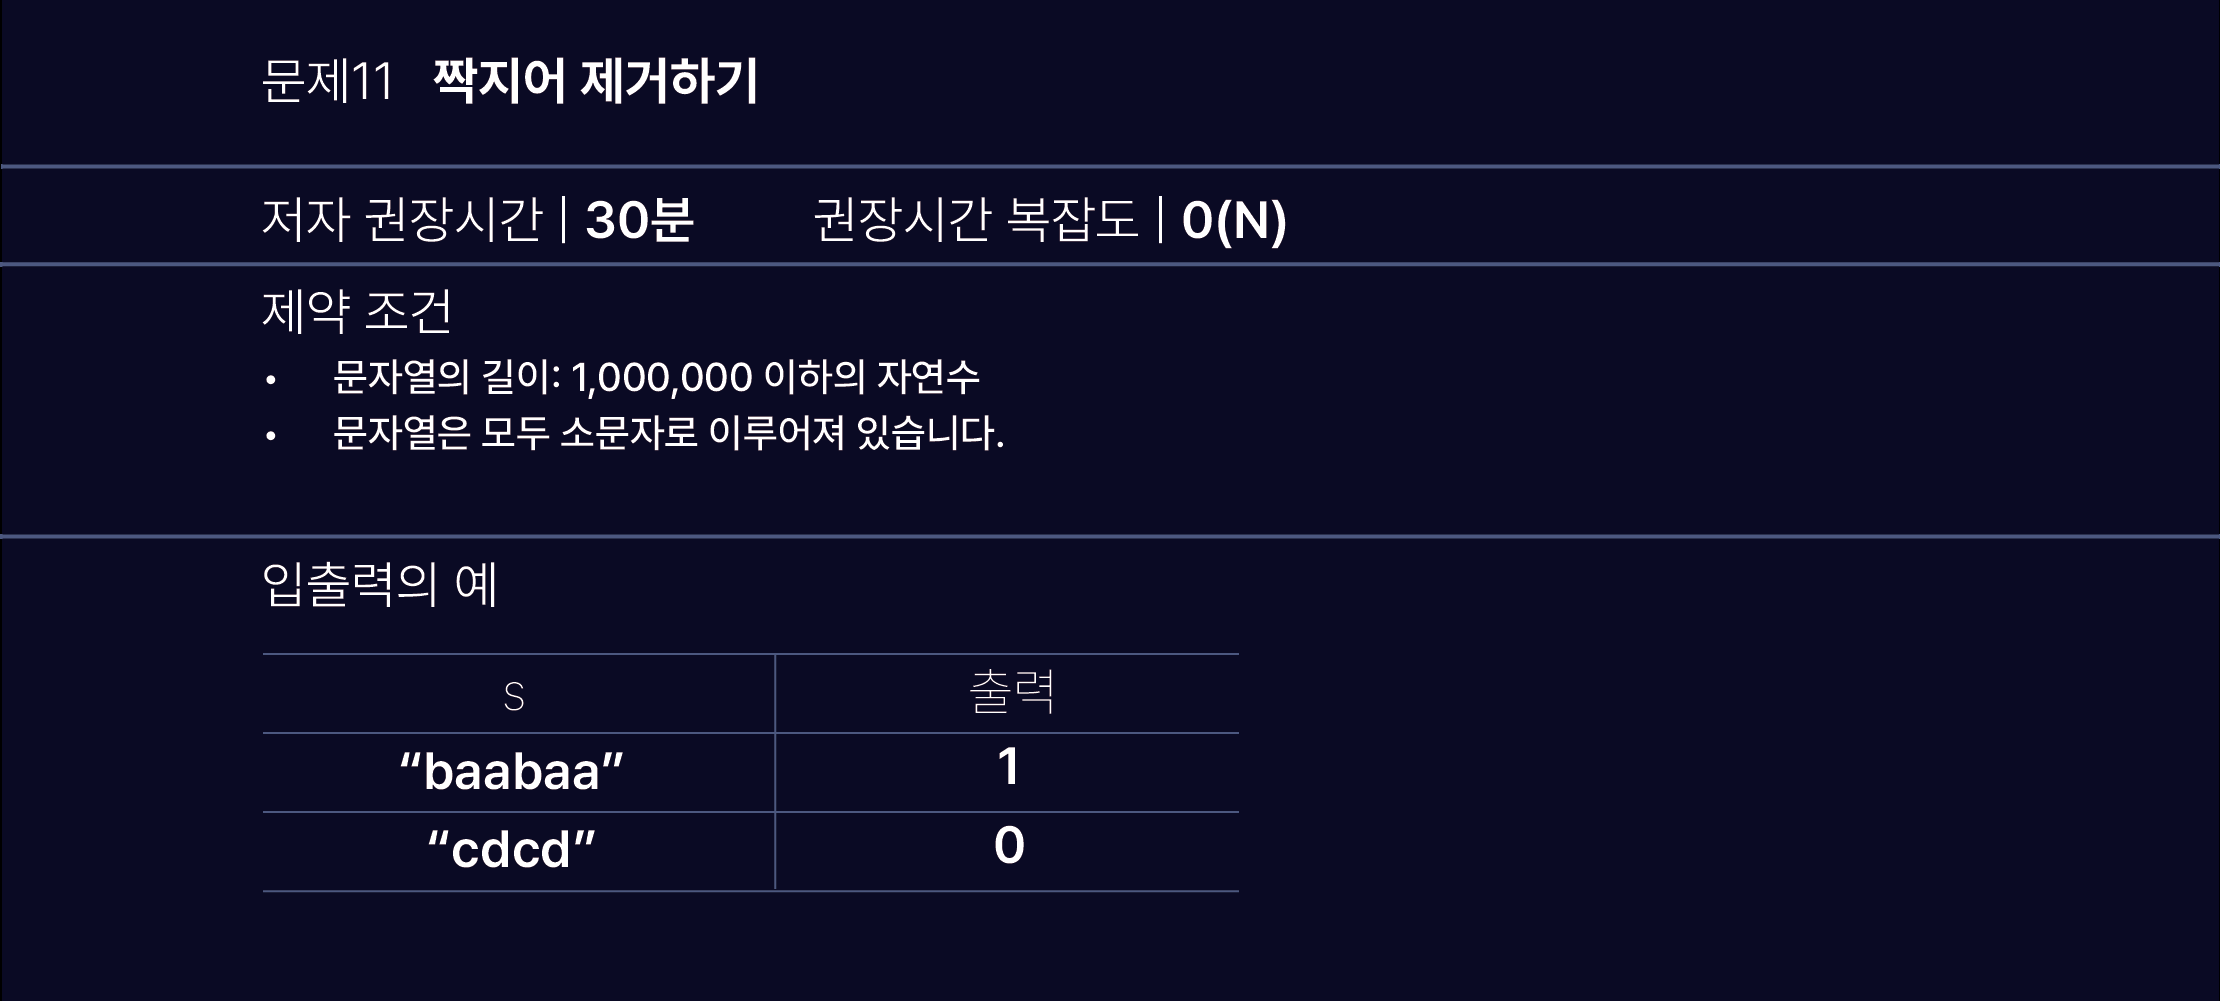 문제11 짝지어 제거하기
저자 권장시간 | 30분 권장시간 복잡도 | 0(N)
제약 조건
• 문자열의 길이: 1,000,000 이하의 자연수
• 문자열은 모두 소문자로 이루어져 있습니다.
입출력의 예
s 출력
“baabaa” 1
“cdcd” 0